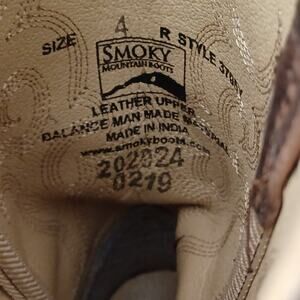 SIZE 4 R STYLE
SMOKY
MOUNTAIN BOOTS
LEATHER UPPER
BALANCE MAN MADE MATERIAL
MADE IN INDIA
www.smokyboots.com
202024
0219